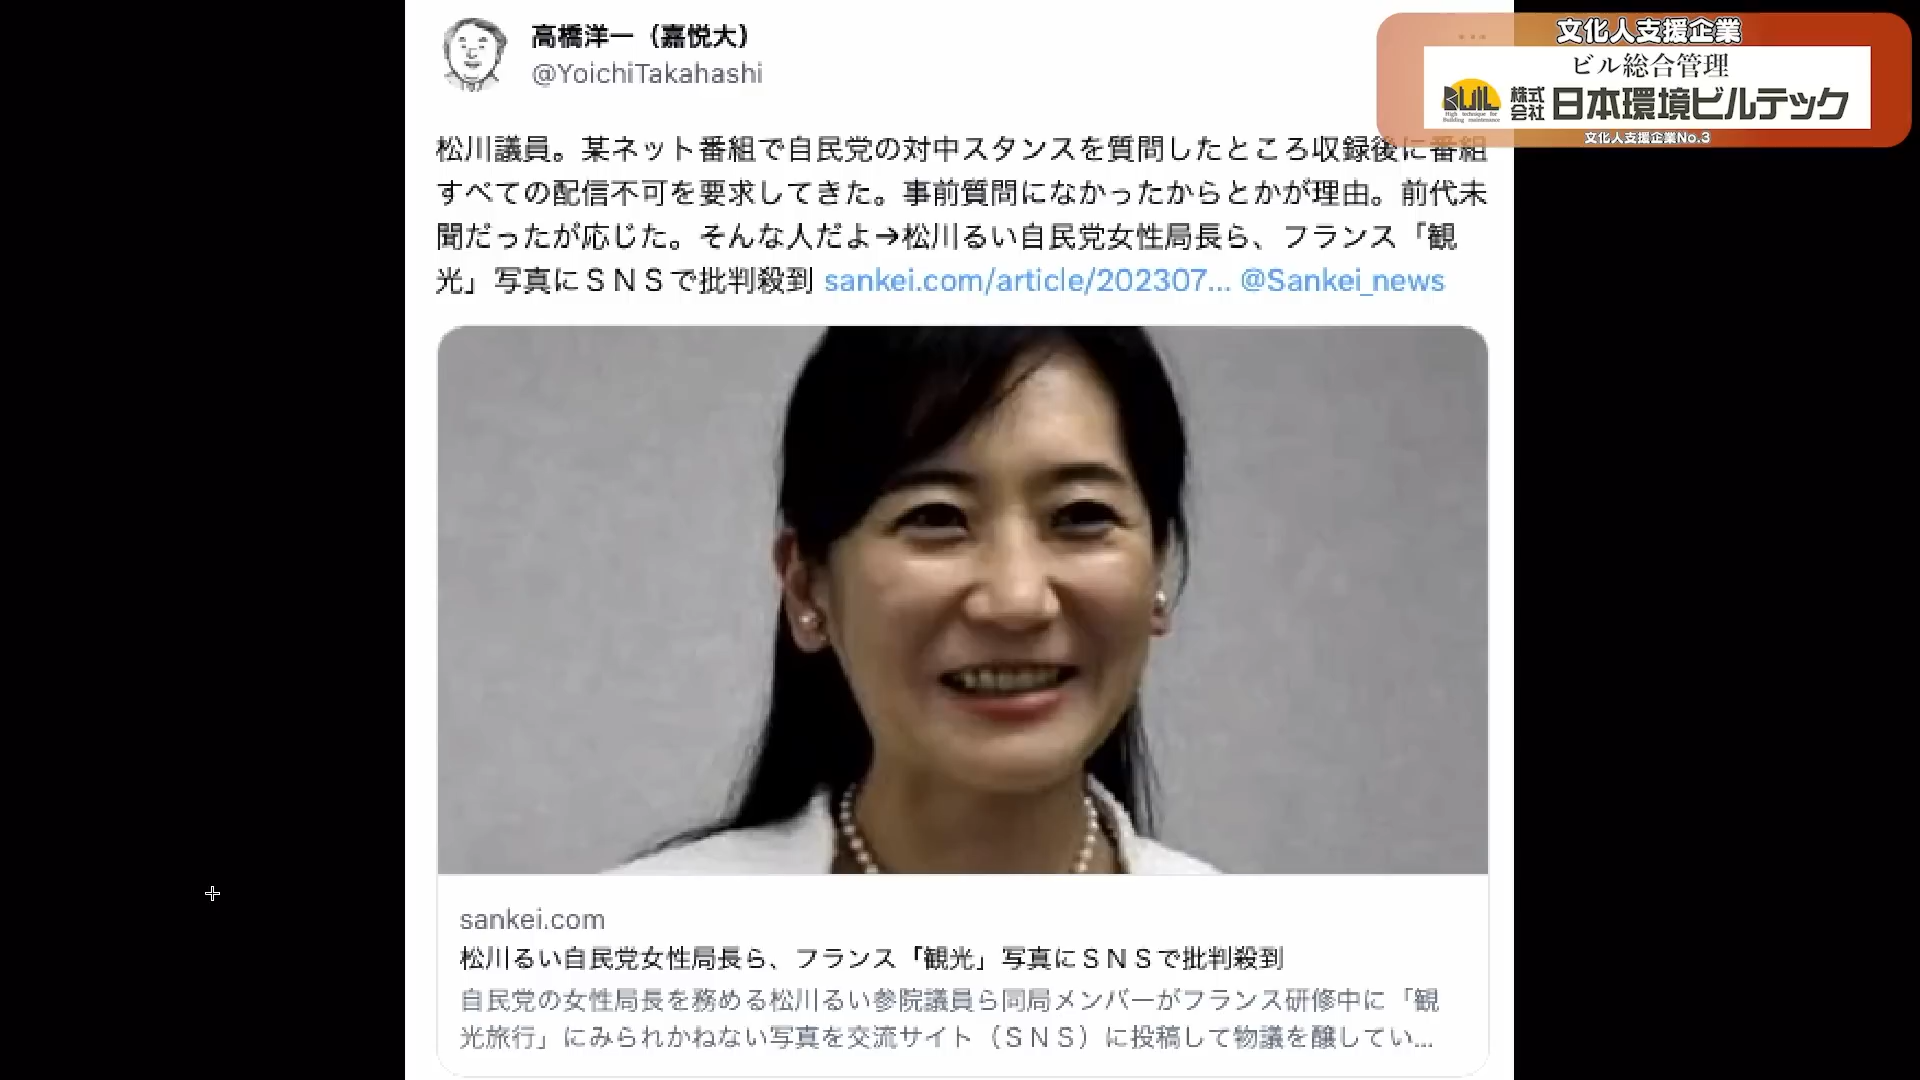 高橋洋一（嘉悦大）
@YoichiTakahashi
文化人支援企業
ビル総合管理
BUIL
High technique for
Building maintenance
株式会社 日本環境ビルテック
文化人支援企業No.3
松川議員。某ネット番組で自民党の対中スタンスを質問したところ収録後に番組
すべての配信不可を要求してきた。事前質問になかったからとかが理由。前代未
聞だったが応じた。そんな人だよ→松川るい自民党女性局長ら、フランス「観
光」写真にＳＮＳで批判殺到 sankei.com/article/202307... @Sankei_news
sankei.com
松川るい自民党女性局長ら、フランス「観光」写真にＳＮＳで批判殺到
自民党の女性局長を務める松川るい参院議員ら同局メンバーがフランス研修中に「観
光旅行」にみられかねない写真を交流サイト（ＳＮＳ）に投稿して物議を醸してい...